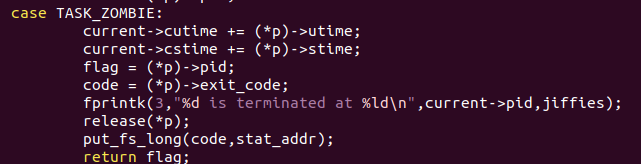 case TASK_ZOMBIE:
current->cutime += (*p)->utime;
current->cstime += (*p)->stime;
flag = (*p)->pid;
code = (*p)->exit_code;
fprintk(3,"%d is terminated at %ld\n",current->pid,jiffies);
release(*p);
put_fs_long(code,stat_addr);
return flag;